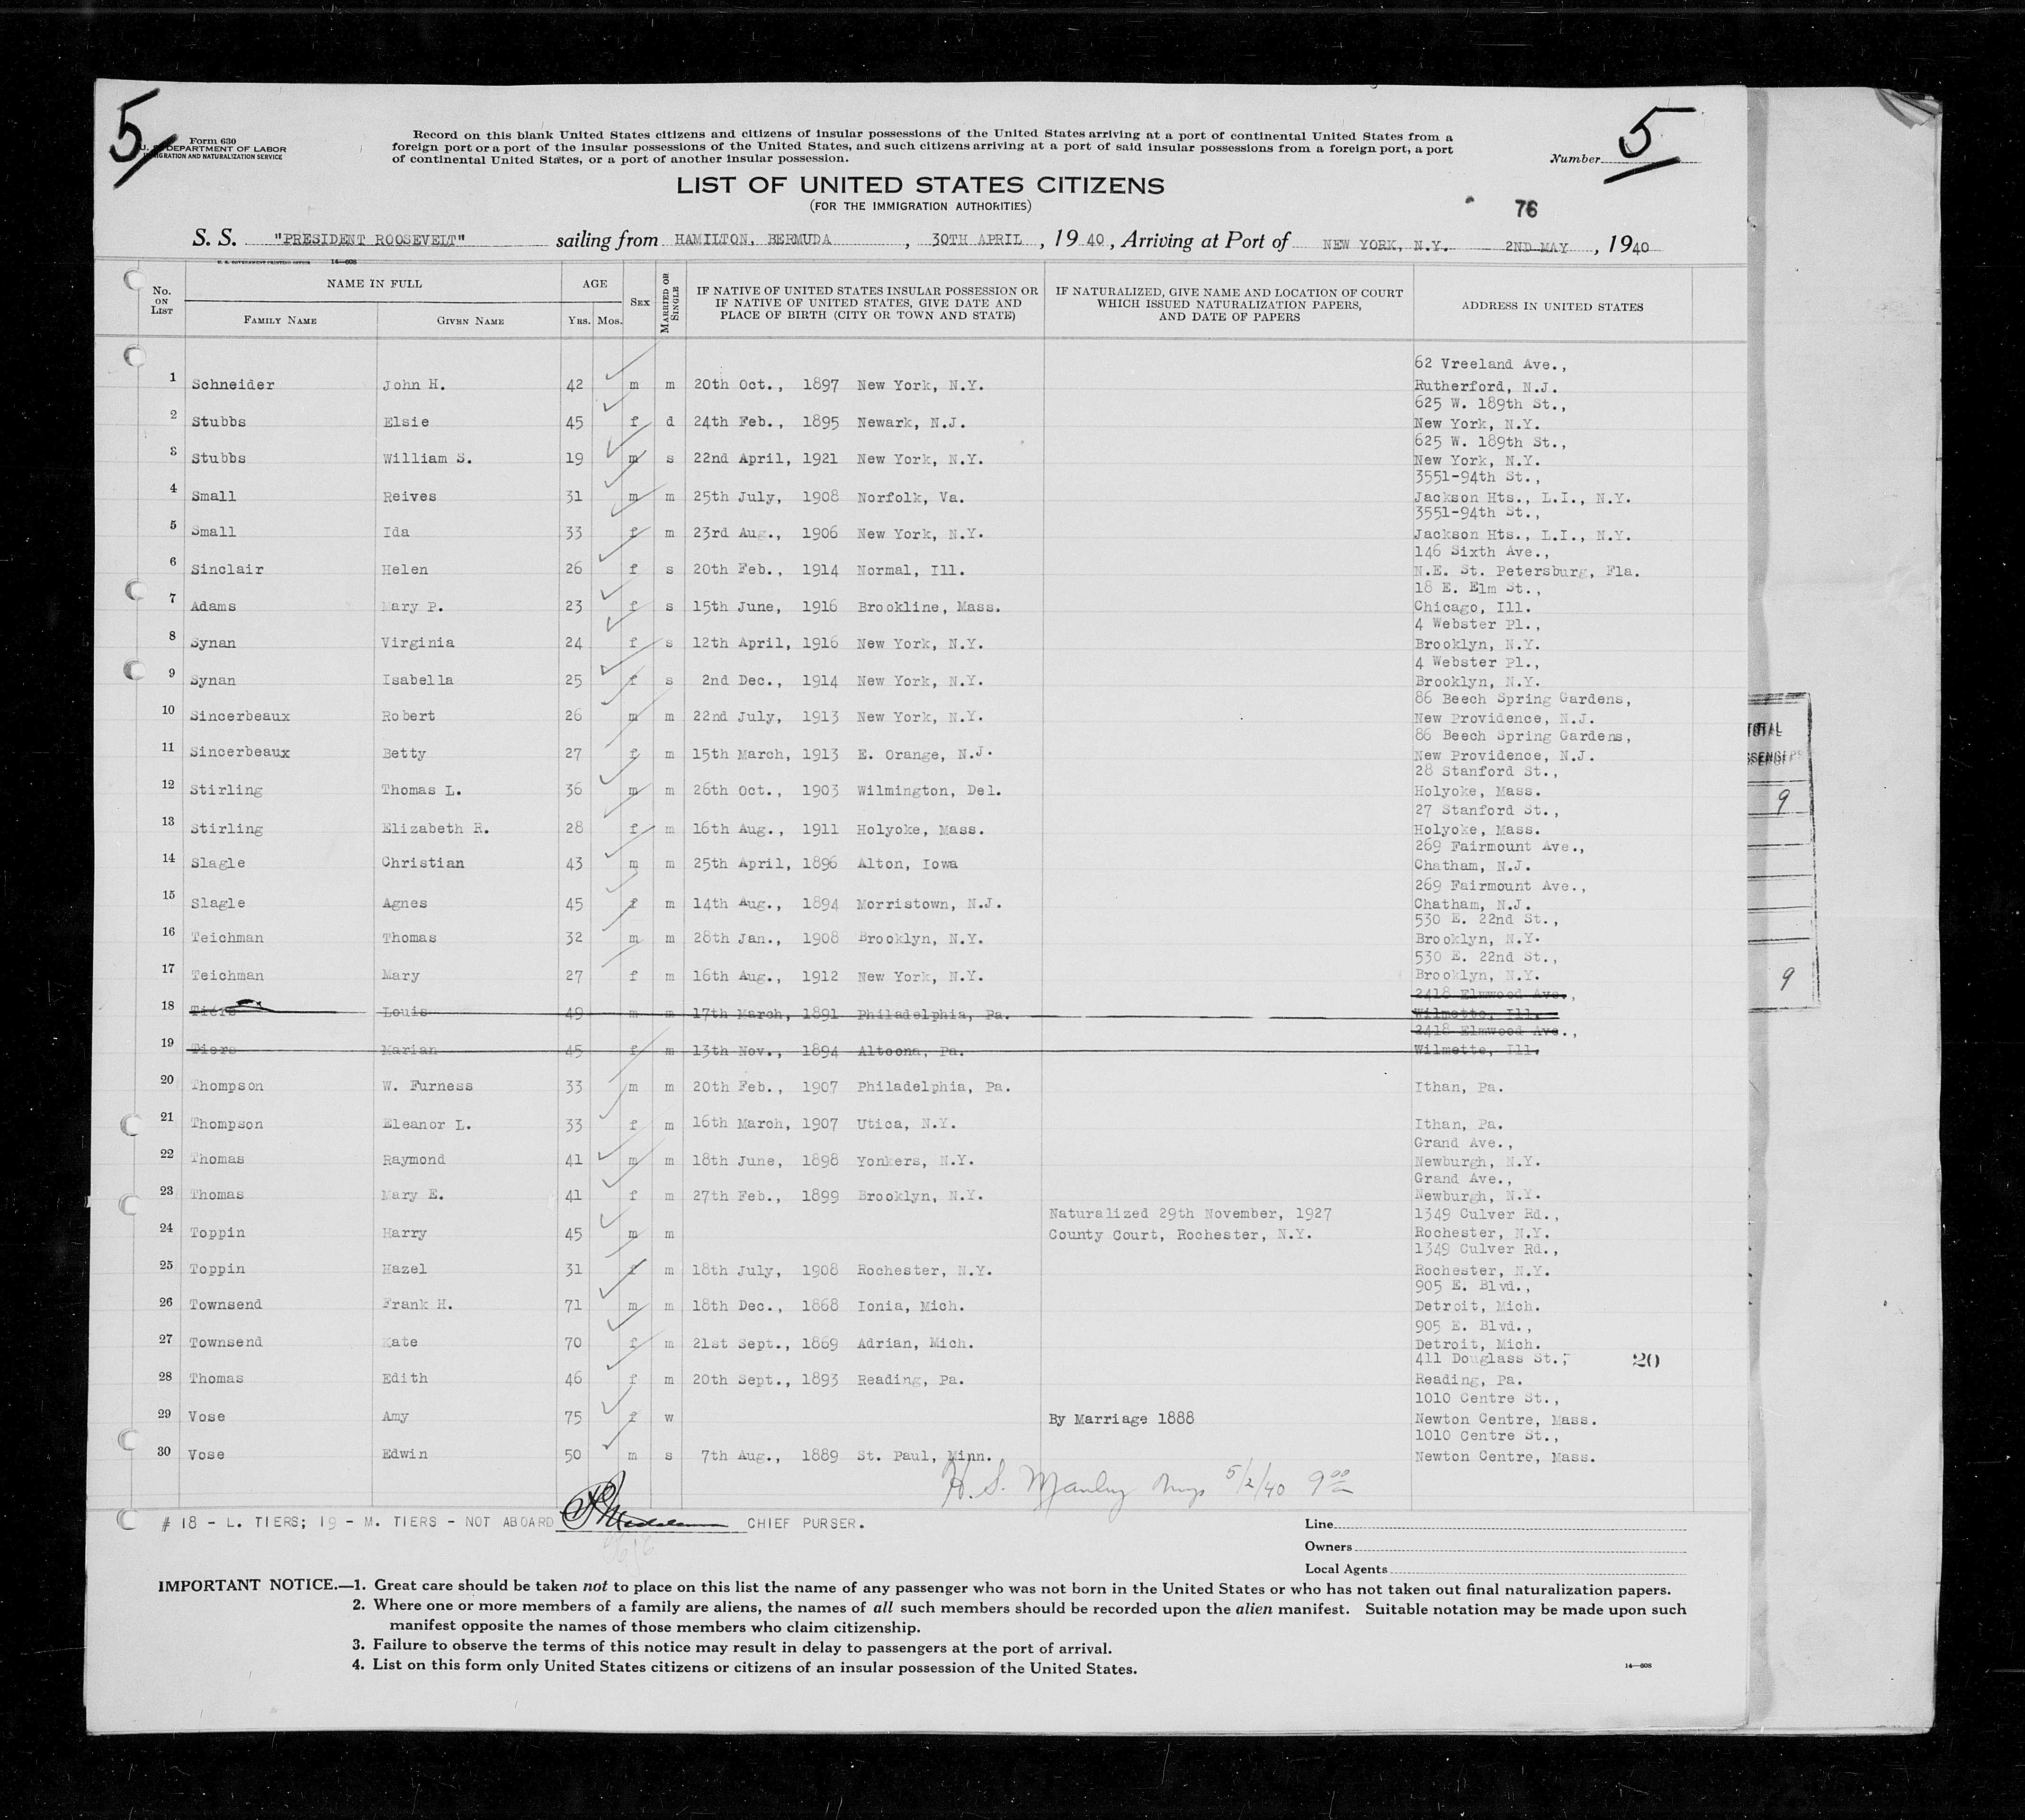 5
5
Form 630
U. S. DEPARTMENT OF LABOR
IMMIGRATION AND NATURALIZATION SERVICE
Record on this blank United States citizens and citizens of insular possessions of the United States arriving at a port of continental United States from a
foreign port or a port of the insular possessions of the United States, and such citizens arriving at a port of said insular possessions from a foreign port, a port
of continental United States, or a port of another insular possession.
Number
LIST OF UNITED STATES CITIZENS
(FOR THE IMMIGRATION AUTHORITIES)
76
S. S. "PRESIDENT ROOSEVELT" sailing from HAMILTON, BERMUDA, 30TH APRIL, 1940, Arriving at Port of NEW YORK, N.Y. 2ND MAY, 1940
U. S. GOVERNMENT PRINTING OFFICE 14—608
No. ON LIST NAME IN FULL AGE SEX MARRIED OR SINGLE IF NATIVE OF UNITED STATES INSULAR POSSESSION OR IF NATIVE OF UNITED STATES, GIVE DATE AND PLACE OF BIRTH (CITY OR TOWN AND STATE) IF NATURALIZED, GIVE NAME AND LOCATION OF COURT WHICH ISSUED NATURALIZATION PAPERS, AND DATE OF PAPERS ADDRESS IN UNITED STATES
FAMILY NAME GIVEN NAME YRS. MOS.
62 Vreeland Ave.,
1 Schneider John H. 42 m m 20th Oct., 1897 New York, N.Y. Rutherford, N.J.
625 W. 189th St.,
2 Stubbs Elsie 45 f d 24th Feb., 1895 Newark, N.J. New York, N.Y.
625 W. 189th St.,
3 Stubbs William S. 19 m s 22nd April, 1921 New York, N.Y. New York, N.Y.
3551-94th St.,
4 Small Reives 31 m m 25th July, 1908 Norfolk, Va. Jackson Hts., L.I., N.Y.
3551-94th St.,
5 Small Ida 33 f m 23rd Aug., 1906 New York, N.Y. Jackson Hts., L.I., N.Y.
146 Sixth Ave.,
6 Sinclair Helen 26 f s 20th Feb., 1914 Normal, Ill. N.E. St. Petersburg, Fla.
18 E. Elm St.,
7 Adams Mary P. 23 f s 15th June, 1916 Brookline, Mass. Chicago, Ill.
4 Webster Pl.,
8 Synan Virginia 24 f s 12th April, 1916 New York, N.Y. Brooklyn, N.Y.
4 Webster Pl.,
9 Synan Isabella 25 f s 2nd Dec., 1914 New York, N.Y. Brooklyn, N.Y.
86 Beech Spring Gardens,
10 Sincerbeaux Robert 26 m m 22nd July, 1913 New York, N.Y. New Providence, N.J.
86 Beech Spring Gardens,
11 Sincerbeaux Betty 27 f m 15th March, 1913 E. Orange, N.J. New Providence, N.J.
28 Stanford St.,
12 Stirling Thomas L. 36 m m 26th Oct., 1903 Wilmington, Del. Holyoke, Mass.
27 Stanford St.,
13 Stirling Elizabeth R. 28 f m 16th Aug., 1911 Holyoke, Mass. Holyoke, Mass.
269 Fairmount Ave.,
14 Slagle Christian 43 m m 25th April, 1896 Alton, Iowa Chatham, N.J.
269 Fairmount Ave.,
15 Slagle Agnes 45 f m 14th Aug., 1894 Morristown, N.J. Chatham, N.J.
530 E. 22nd St.,
16 Teichman Thomas 32 m m 28th Jan., 1908 Brooklyn, N.Y. Brooklyn, N.Y.
530 E. 22nd St.,
17 Teichman Mary 27 f m 16th Aug., 1912 New York, N.Y. Brooklyn, N.Y.
2418 Elmwood Ave.,
18 Tiers Louis 49 m m 17th March, 1891 Philadelphia, Pa. Wilmette, Ill.
2418 Elmwood Ave.,
19 Tiers Marian 45 f m 13th Nov., 1894 Altoona, Pa. Wilmette, Ill.
20 Thompson W. Furness 33 m m 20th Feb., 1907 Philadelphia, Pa. Ithan, Pa.
21 Thompson Eleanor L. 33 f m 16th March, 1907 Utica, N.Y. Ithan, Pa.
Grand Ave.,
22 Thomas Raymond 41 m m 18th June, 1898 Yonkers, N.Y. Newburgh, N.Y.
Grand Ave.,
23 Thomas Mary E. 41 f m 27th Feb., 1899 Brooklyn, N.Y. Newburgh, N.Y.
Naturalized 29th November, 1927 1349 Culver Rd.,
24 Toppin Harry 45 m m County Court, Rochester, N.Y. Rochester, N.Y.
1349 Culver Rd.,
25 Toppin Hazel 31 f m 18th July, 1908 Rochester, N.Y. Rochester, N.Y.
905 E. Blvd.,
26 Townsend Frank H. 71 m m 18th Dec., 1868 Ionia, Mich. Detroit, Mich.
905 E. Blvd.,
27 Townsend Kate 70 f m 21st Sept., 1869 Adrian, Mich. Detroit, Mich.
411 Douglass St., 20
28 Thomas Edith 46 f m 20th Sept., 1893 Reading, Pa. Reading, Pa.
1010 Centre St.,
29 Vose Amy 75 f w By Marriage 1888 Newton Centre, Mass.
1010 Centre St.,
30 Vose Edwin 50 m s 7th Aug., 1889 St. Paul, Minn. Newton Centre, Mass.
H. S. Manley 5/2/40 9 00
# 18 - L. TIERS; 19 - M. TIERS - NOT ABOARD CHIEF PURSER.
Line
Owners
Local Agents
IMPORTANT NOTICE.—1. Great care should be taken not to place on this list the name of any passenger who was not born in the United States or who has not taken out final naturalization papers.
2. Where one or more members of a family are aliens, the names of all such members should be recorded upon the alien manifest. Suitable notation may be made upon such
manifest opposite the names of those members who claim citizenship.
3. Failure to observe the terms of this notice may result in delay to passengers at the port of arrival.
4. List on this form only United States citizens or citizens of an insular possession of the United States.
14—608
TOTAL
9
9